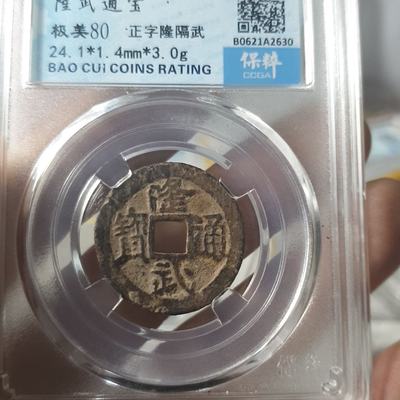 隆武通宝
极美80 正字隆隔武
24.1*1.4mm*3.0g
BAO CUI COINS RATING
B0621A2630
保粹
CCGA
隆武通寶